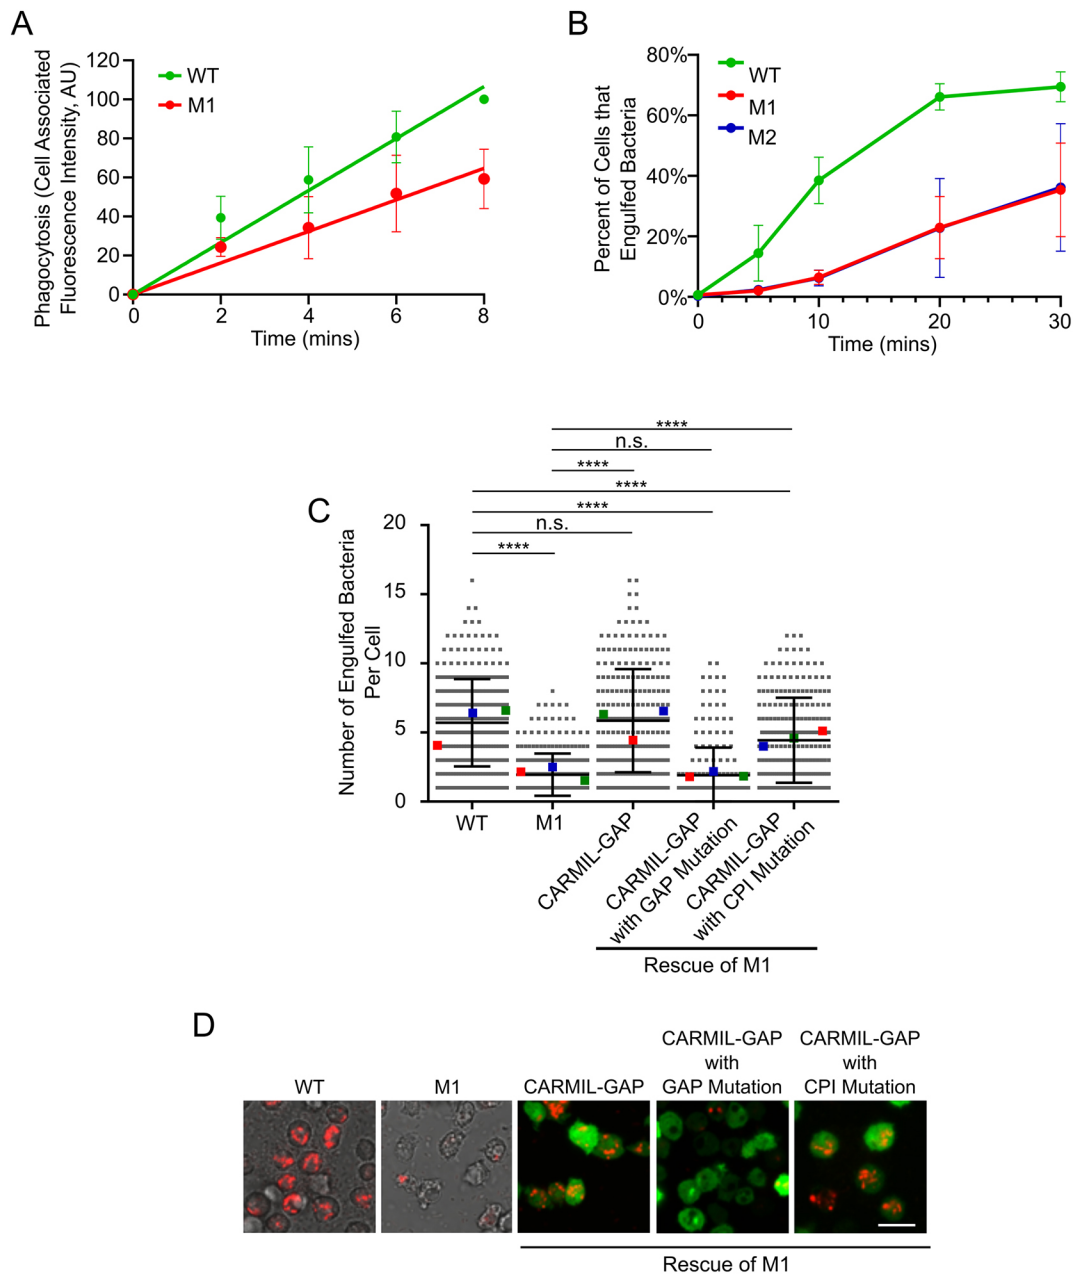 A
Phagocytosis (Cell Associated
Fluorescence Intensity, AU)
120
100
80
60
40
20
0
WT
M1
0
2
4
6
8
Time (mins)
B
Percent of Cells that
Engulfed Bacteria
80%
60%
40%
20%
0%
WT
M1
M2
0
10
20
30
Time (mins)
C
****
n.s.
****
****
****
n.s.
****
Number of Engulfed Bacteria
Per Cell
20
15
10
5
0
WT
M1
CARMIL-GAP
CARMIL-GAP
with GAP Mutation
CARMIL-GAP
with CPI Mutation
Rescue of M1
D
WT
M1
CARMIL-GAP
CARMIL-GAP
with
GAP Mutation
CARMIL-GAP
with
CPI Mutation
Rescue of M1